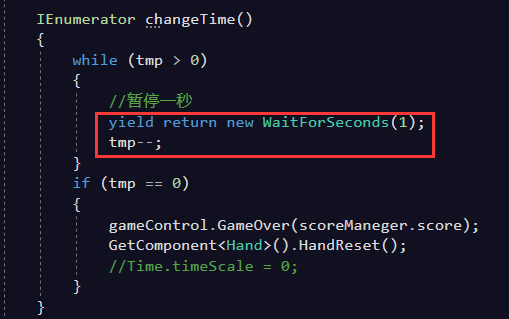 IEnumerator changeTime()
{
while (tmp > 0)
{
//暂停一秒
yield return new WaitForSeconds(1);
tmp--;
}
if (tmp == 0)
{
gameControl.GameOver(scoreManeger.score);
GetComponent<Hand>().HandReset();
//Time.timeScale = 0;
}
}